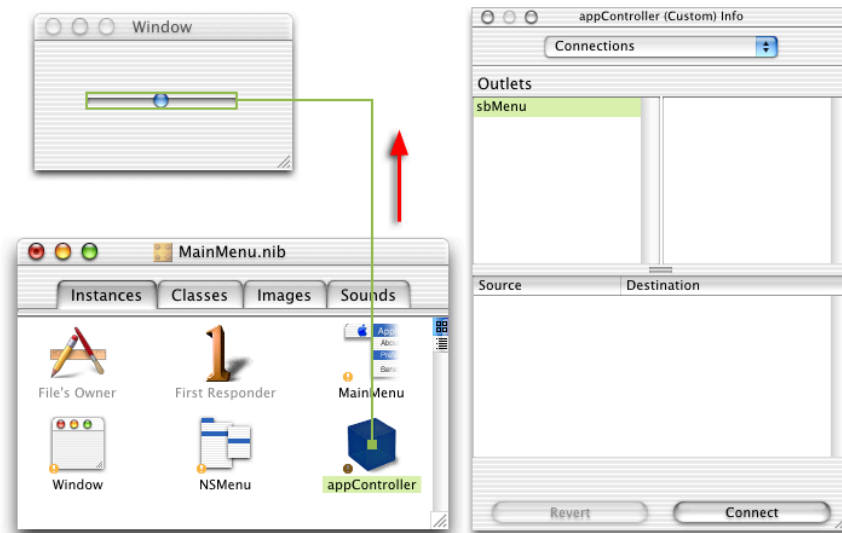 Window
appController (Custom) Info
Connections
Outlets
sbMenu
MainMenu.nib
Instances Classes Images Sounds
Source Destination
File's Owner First Responder MainMenu
Window NSMenu appController
Revert Connect